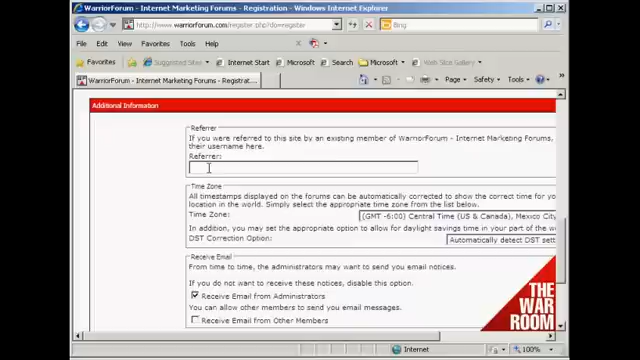 WarriorForum - Internet Marketing Forums - Registration - Windows Internet Explorer
http://www.warriorforum.com/register.php?do=register
Bing
File Edit View Favorites Tools Help
Search
Favorites Suggested Sites Internet Start Microsoft Search Microsoft Web Slice Gallery
WarriorForum - Internet Marketing Forums - Registrat...
Page Safety Tools
Additional Information
Referrer
If you were referred to this site by an existing member of WarriorForum - Internet Marketing Forums,
their username here.
Referrer:
Time Zone
All timestamps displayed on the forums can be automatically corrected to show the correct time for your
location in the world. Simply select the appropriate time zone from the list below.
Time Zone: (GMT -6:00) Central Time (US & Canada), Mexico City
In addition, you may set the appropriate option to allow for daylight savings time in your part of the w
DST Correction Option: Automatically detect DST sett
Receive Email
From time to time, the administrators may want to send you email notices.
If you do not want to receive these notices, disable this option.
Receive Email from Administrators
You can allow other members to send you email messages.
Receive Email from Other Members
THE
WAR
ROOM
Internet 100%